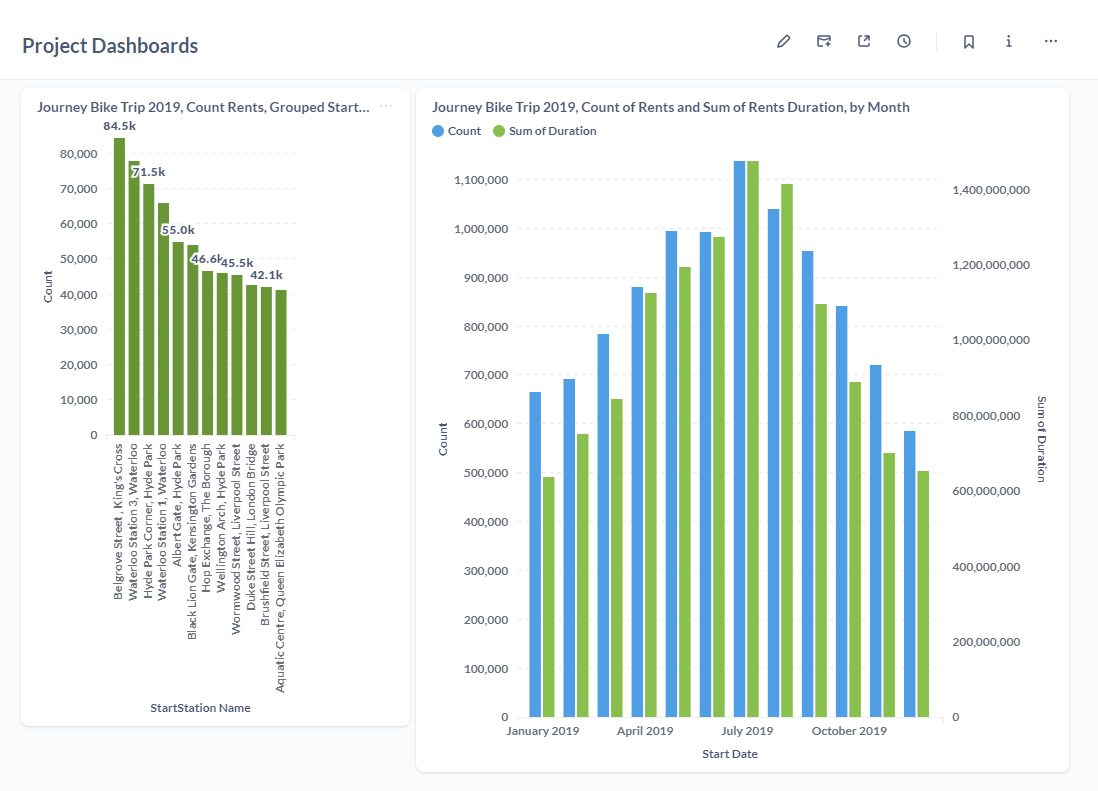 Project Dashboards
Journey Bike Trip 2019, Count Rents, Grouped Start...
84.5k
71.5k
55.0k
46.6k
45.5k
42.1k
80,000
70,000
60,000
50,000
40,000
30,000
20,000
10,000
0
Count
Belgrove Street , King's Cross
Waterloo Station 3, Waterloo
Hyde Park Corner, Hyde Park
Waterloo Station 1, Waterloo
Albert Gate, Hyde Park
Black Lion Gate, Kensington Gardens
Hop Exchange, The Borough
Wellington Arch, Hyde Park
Wormwood Street, Liverpool Street
Duke Street Hill, London Bridge
Brushfield Street, Liverpool Street
Aquatic Centre, Queen Elizabeth Olympic Park
StartStation Name
Journey Bike Trip 2019, Count of Rents and Sum of Rents Duration, by Month
Count
Sum of Duration
1,100,000
1,000,000
900,000
800,000
700,000
600,000
500,000
400,000
300,000
200,000
100,000
0
Count
1,400,000,000
1,200,000,000
1,000,000,000
800,000,000
600,000,000
400,000,000
200,000,000
0
Sum of Duration
January 2019
April 2019
July 2019
October 2019
Start Date